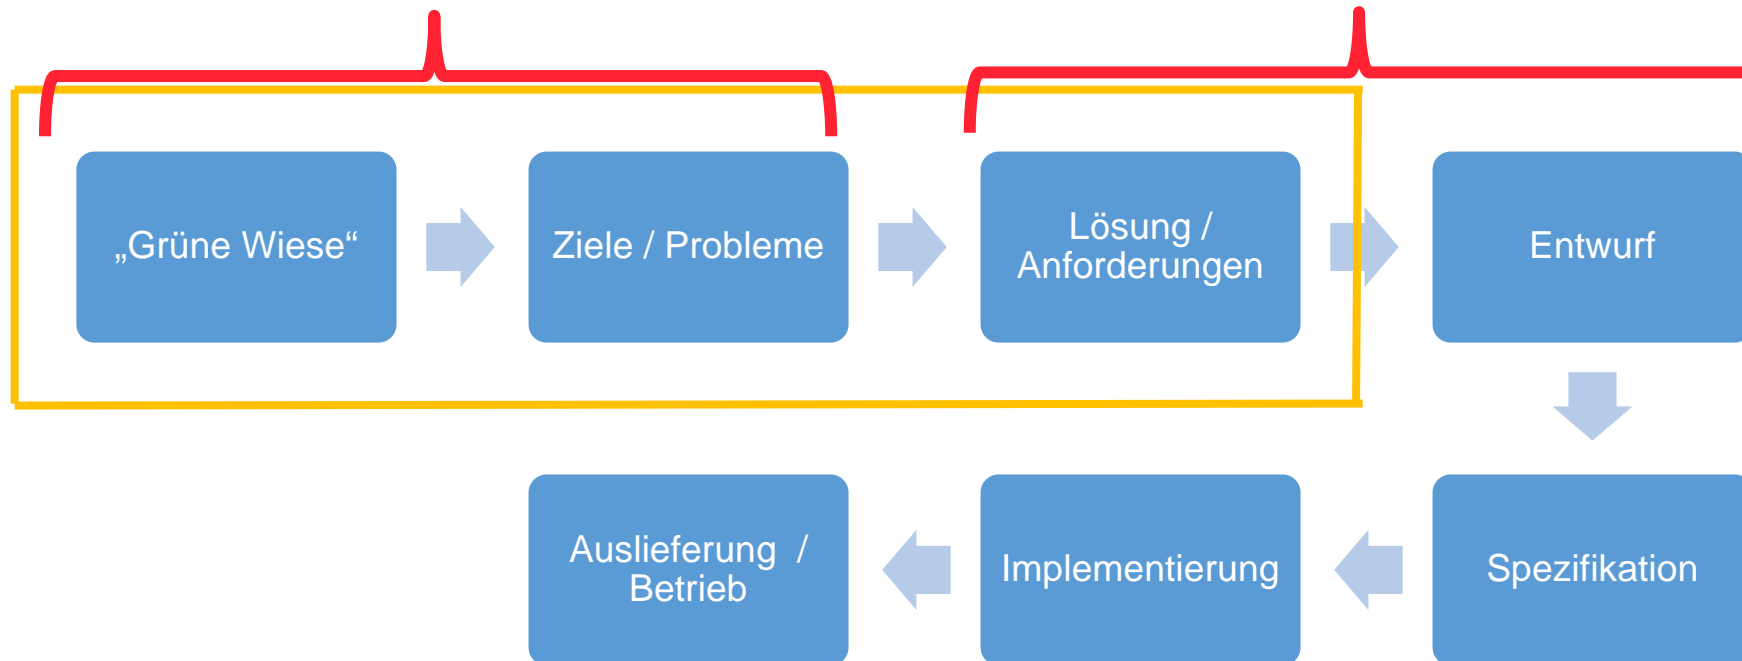 „Grüne Wiese“
Ziele / Probleme
Lösung /
Anforderungen
Entwurf
Spezifikation
Implementierung
Auslieferung /
Betrieb